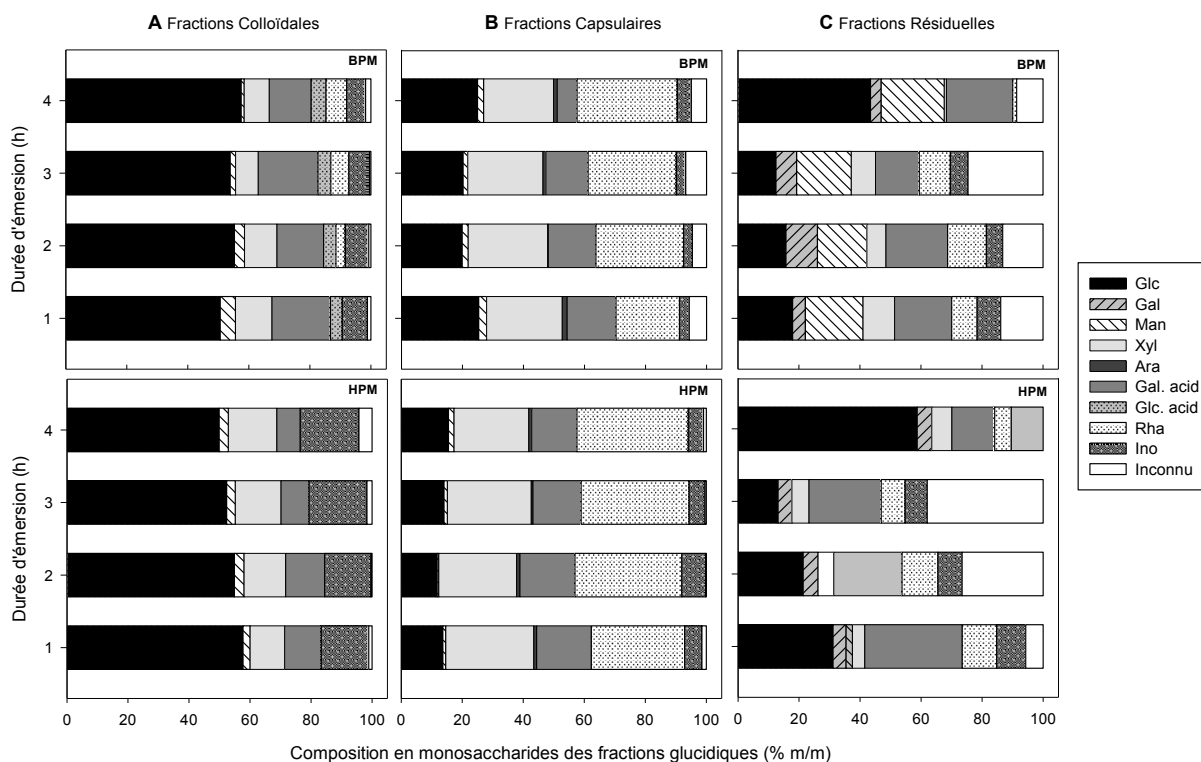 A Fractions Colloïdales
B Fractions Capsulaires
C Fractions Résiduelles
BPM
BPM
BPM
Durée d'émersion (h)
4
3
2
1
HPM
HPM
HPM
Durée d'émersion (h)
4
3
2
1
0 20 40 60 80 100
0 20 40 60 80 100
0 20 40 60 80 100
Composition en monosaccharides des fractions glucidiques (% m/m)
Glc
Gal
Man
Xyl
Ara
Gal. acid
Glc. acid
Rha
Ino
Inconnu